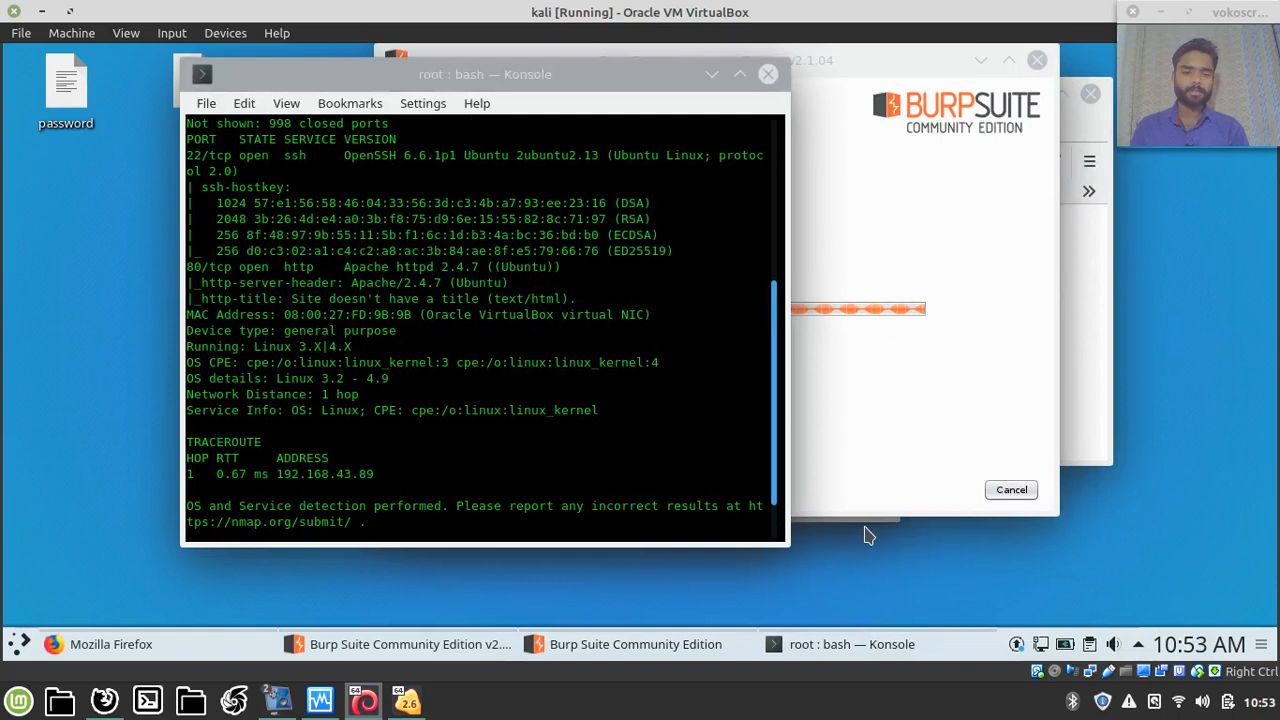 kali [Running] - Oracle VM VirtualBox
vokoscr...
File Machine View Input Devices Help
v2.1.04
root : bash — Konsole
password
File Edit View Bookmarks Settings Help
BURPSUITE
COMMUNITY EDITION
Not shown: 998 closed ports
PORT   STATE SERVICE VERSION
22/tcp open  ssh     OpenSSH 6.6.1p1 Ubuntu 2ubuntu2.13 (Ubuntu Linux; protoc
ol 2.0)
| ssh-hostkey:
|   1024 57:e1:56:58:46:04:33:56:3d:c3:4b:a7:93:ee:23:16 (DSA)
|   2048 3b:26:4d:e4:a0:3b:f8:75:d9:6e:15:55:82:8c:71:97 (RSA)
|   256 8f:48:97:9b:55:11:5b:f1:6c:1d:b3:4a:bc:36:bd:b0 (ECDSA)
|_  256 d0:c3:02:a1:c4:c2:a8:ac:3b:84:ae:8f:e5:79:66:76 (ED25519)
80/tcp open  http    Apache httpd 2.4.7 ((Ubuntu))
|_http-server-header: Apache/2.4.7 (Ubuntu)
|_http-title: Site doesn't have a title (text/html).
MAC Address: 08:00:27:FD:9B:9B (Oracle VirtualBox virtual NIC)
Device type: general purpose
Running: Linux 3.X|4.X
OS CPE: cpe:/o:linux:linux_kernel:3 cpe:/o:linux:linux_kernel:4
OS details: Linux 3.2 - 4.9
Network Distance: 1 hop
Service Info: OS: Linux; CPE: cpe:/o:linux:linux_kernel
TRACEROUTE
HOP RTT     ADDRESS
1   0.67 ms 192.168.43.89
OS and Service detection performed. Please report any incorrect results at ht
tps://nmap.org/submit/ .
Cancel
Mozilla Firefox
Burp Suite Community Edition v2....
Burp Suite Community Edition
root : bash — Konsole
10:53 AM
Right Ctrl
64
64
2.6
10:53